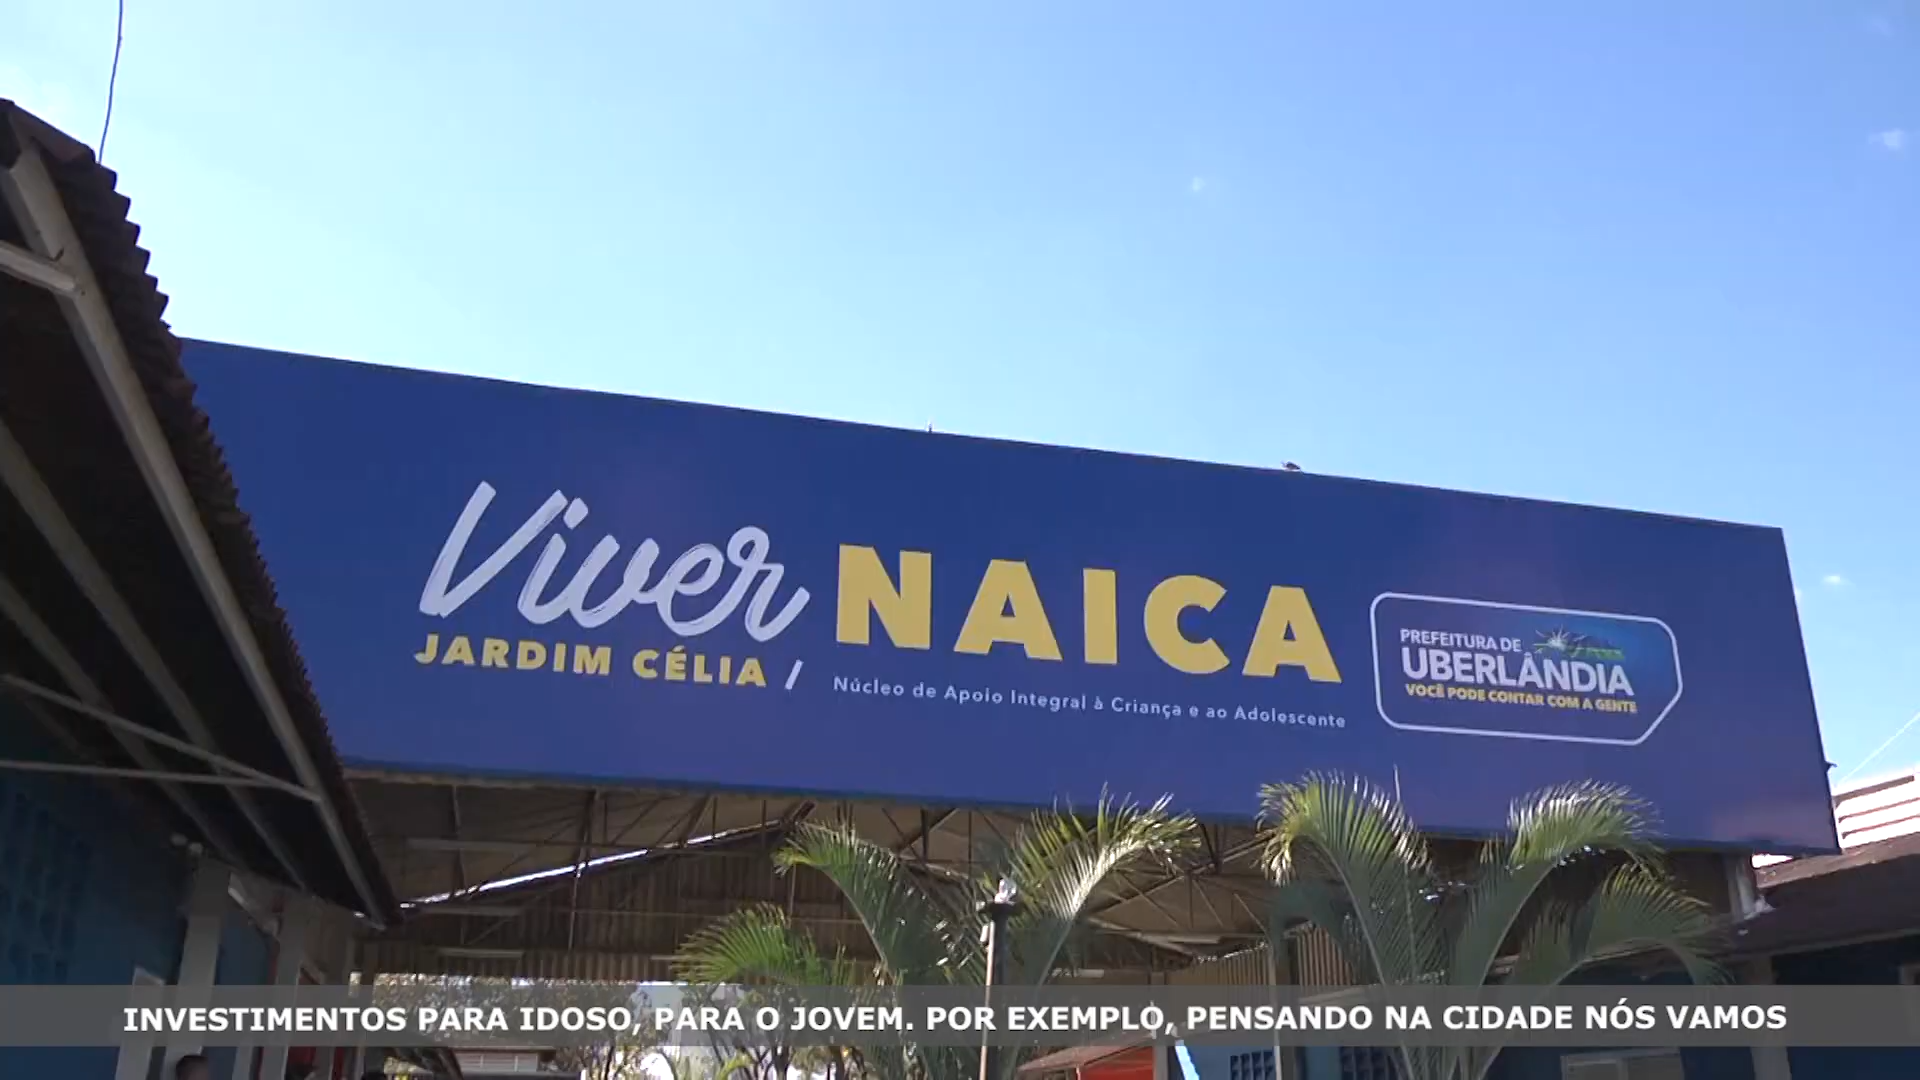 Viver NAICA
JARDIM CÉLIA /
Núcleo de Apoio Integral à Criança e ao Adolescente
PREFEITURA DE
UBERLÂNDIA
VOCÊ PODE CONTAR COM A GENTE
INVESTIMENTOS PARA IDOSO, PARA O JOVEM. POR EXEMPLO, PENSANDO NA CIDADE NÓS VAMOS